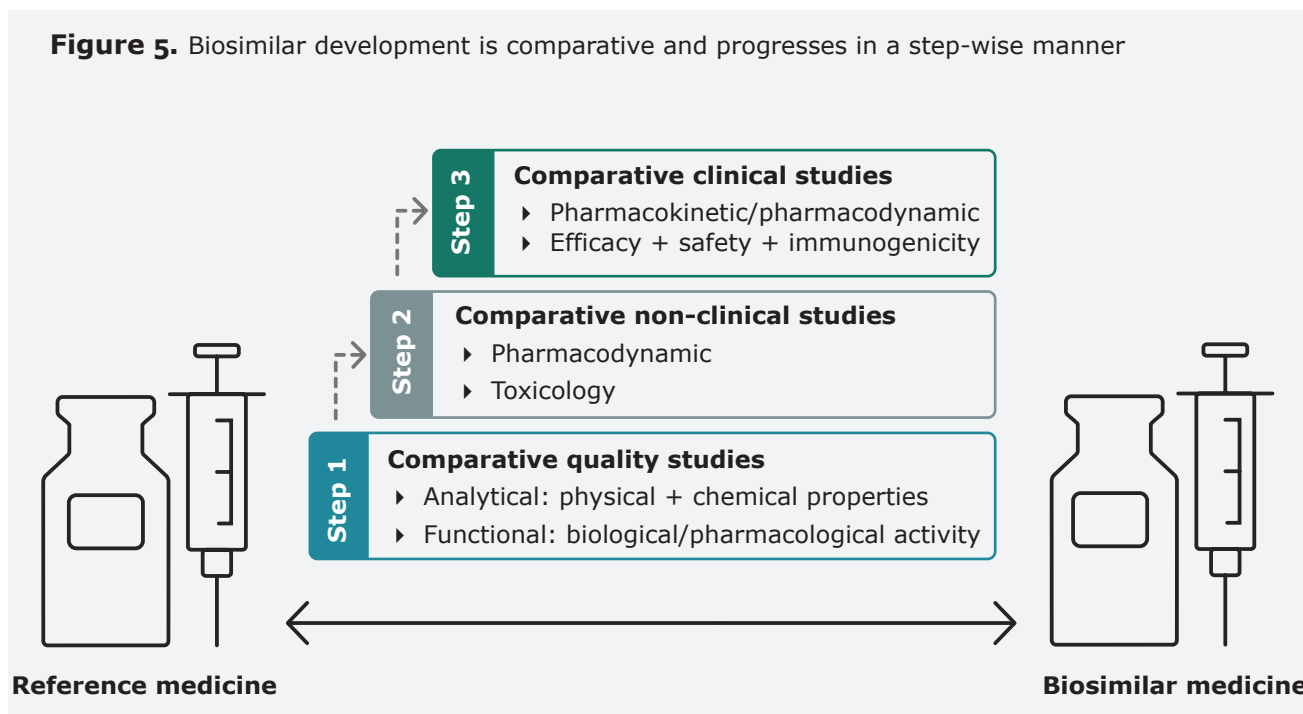 Figure 5. Biosimilar development is comparative and progresses in a step-wise manner
Step 3
Comparative clinical studies
‣ Pharmacokinetic/pharmacodynamic
‣ Efficacy + safety + immunogenicity
Step 2
Comparative non-clinical studies
‣ Pharmacodynamic
‣ Toxicology
Step 1
Comparative quality studies
‣ Analytical: physical + chemical properties
‣ Functional: biological/pharmacological activity
Reference medicine
Biosimilar medicine